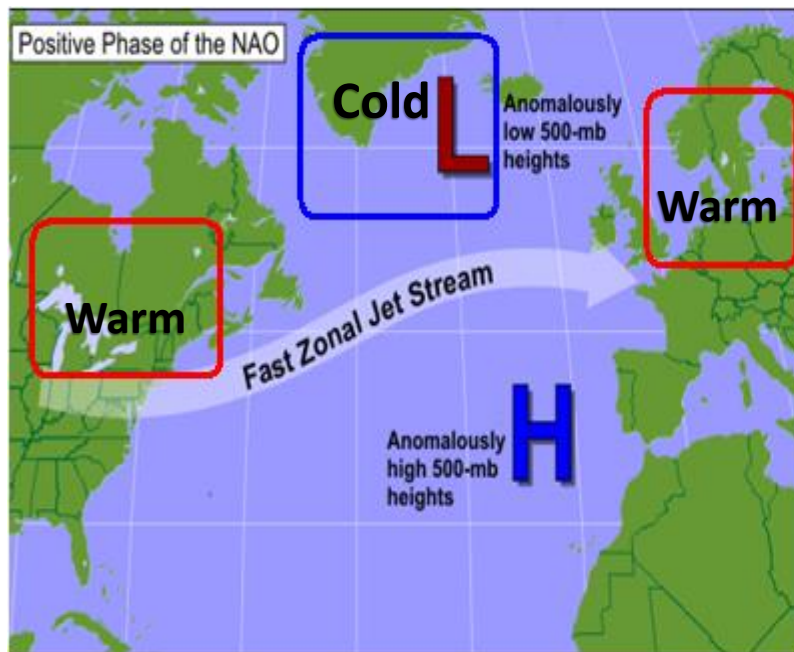 Positive Phase of the NAO
Cold
L
Anomalously
low 500-mb
heights
Warm
Warm
Fast Zonal Jet Stream
H
Anomalously
high 500-mb
heights